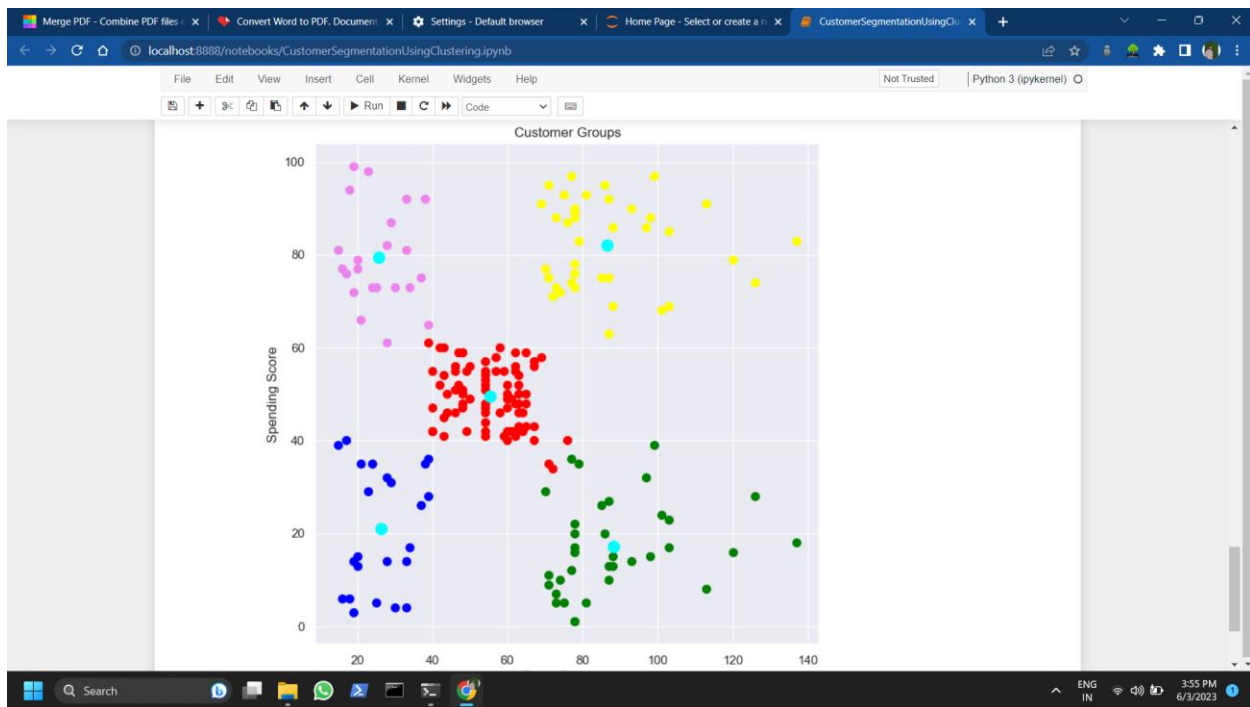 Merge PDF - Combine PDF files
Convert Word to PDF. Document
Settings - Default browser
Home Page - Select or create a n
CustomerSegmentationUsingClu
localhost:8888/notebooks/CustomerSegmentationUsingClustering.ipynb
File Edit View Insert Cell Kernel Widgets Help
Not Trusted
Python 3 (ipykernel)
Run
Code
Customer Groups
100
80
60
40
20
0
Spending Score
20 40 60 80 100 120 140
Search
ENG
IN
3:55 PM
6/3/2023
1